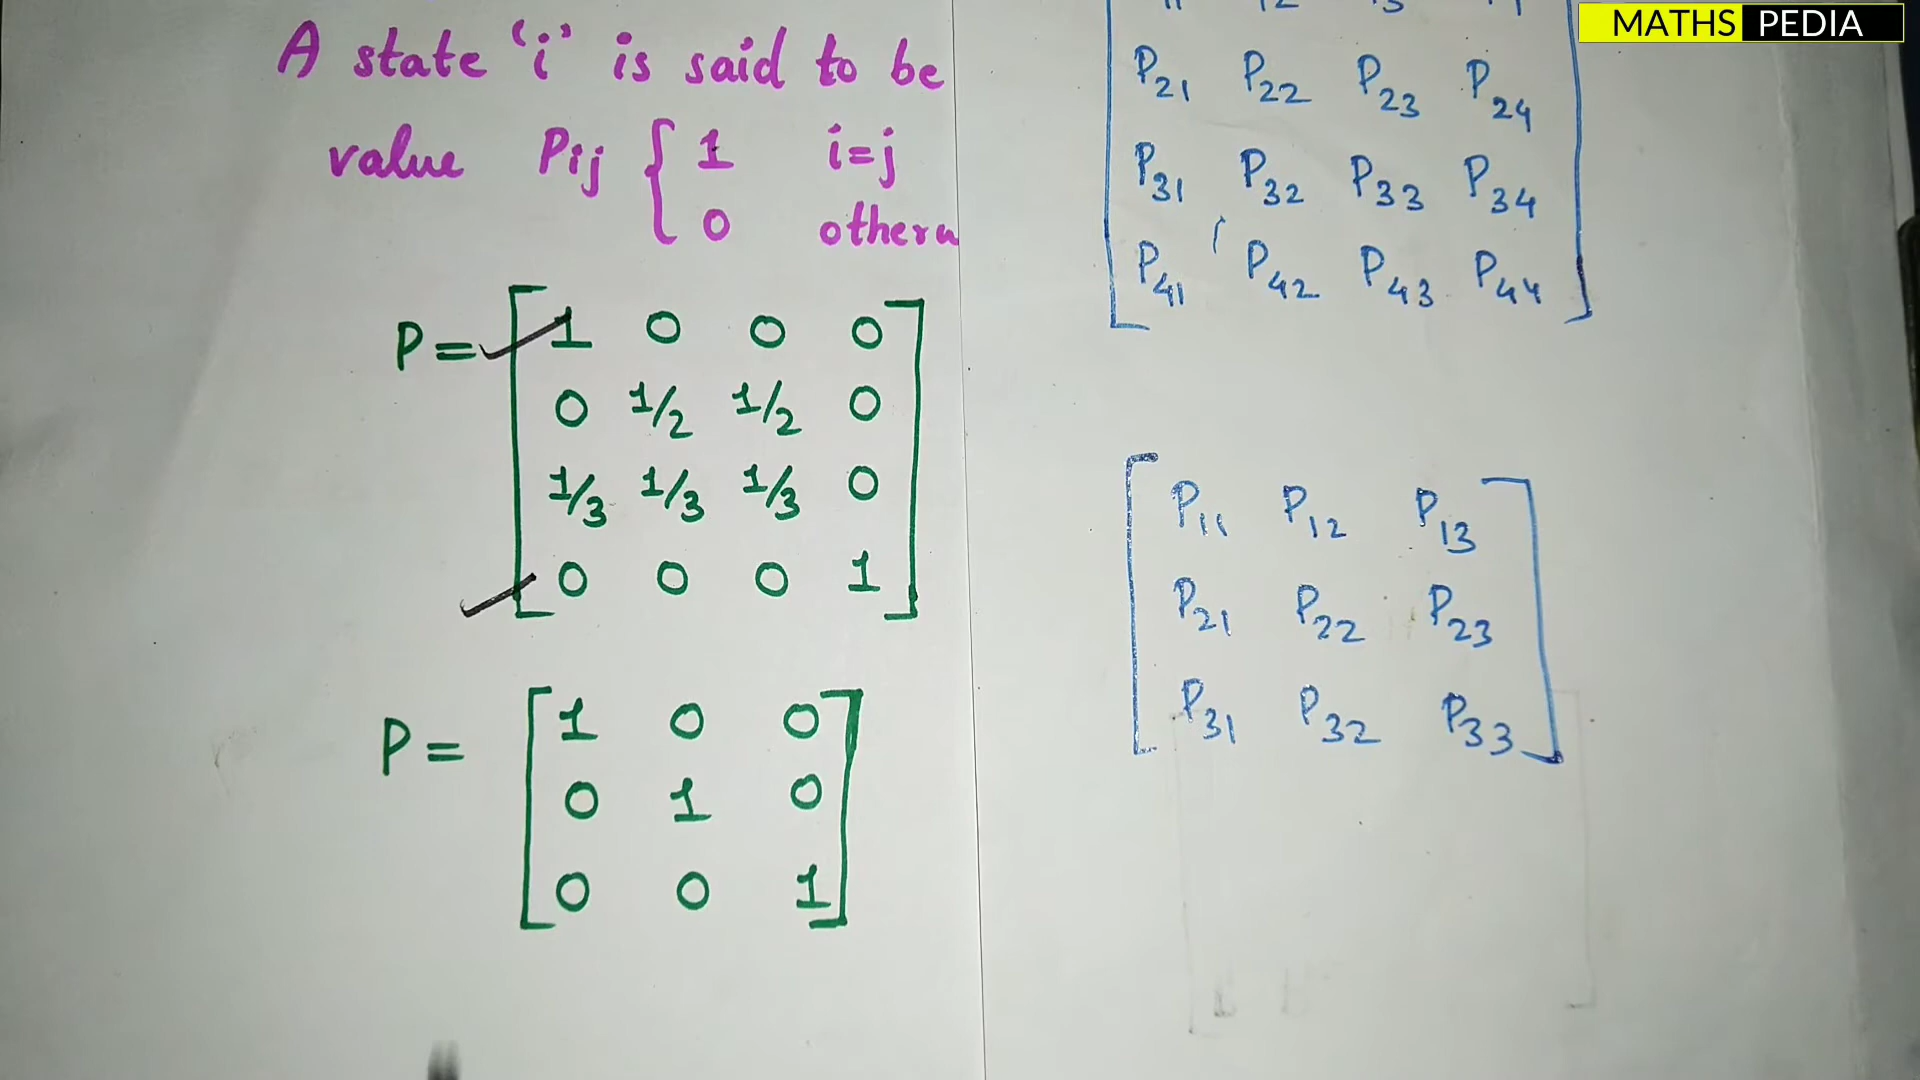 A state 'i' is said to be
value Pij { 1 i=j
0 otherw
P = [ 1 0 0 0
0 1/2 1/2 0
1/3 1/3 1/3 0
0 0 0 1 ]
P = [ 1 0 0
0 1 0
0 0 1 ]
MATHS PEDIA
P21 P22 P23 P24
P31 P32 P33 P34
P41 P42 P43 P44
P11 P12 P13
P21 P22 P23
P31 P32 P33